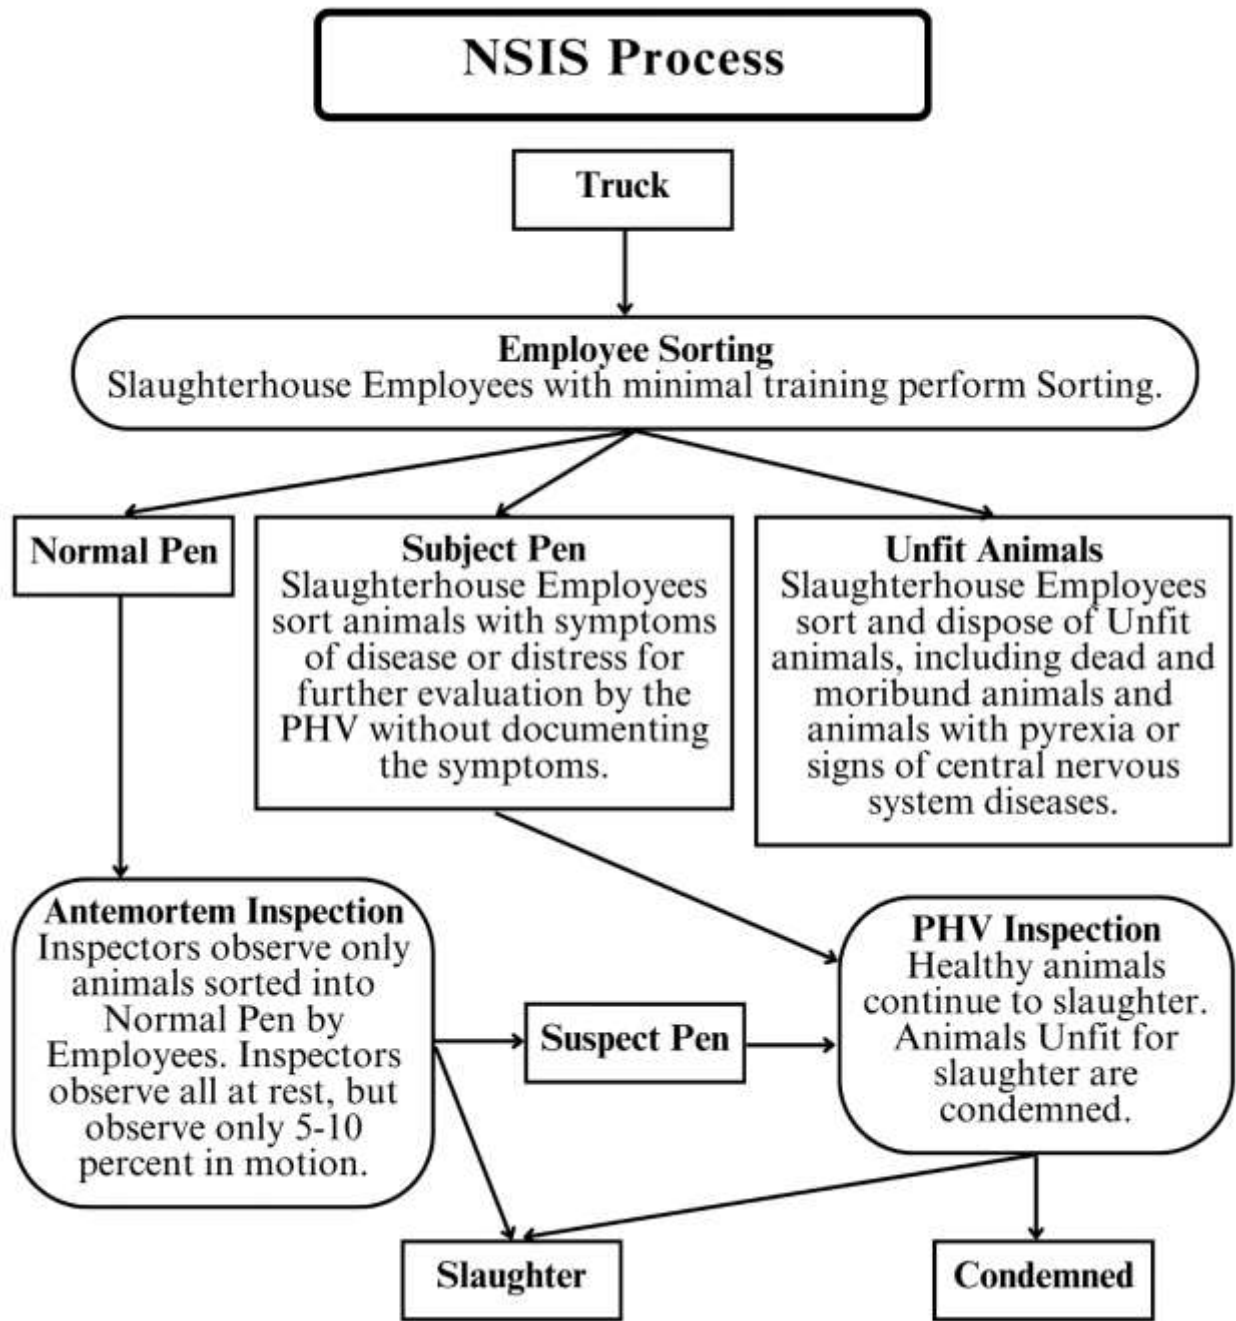 NSIS Process
Truck
Employee Sorting
Slaughterhouse Employees with minimal training perform Sorting.
Normal Pen
Subject Pen
Slaughterhouse Employees
sort animals with symptoms
of disease or distress for
further evaluation by the
PHV without documenting
the symptoms.
Unfit Animals
Slaughterhouse Employees
sort and dispose of Unfit
animals, including dead and
moribund animals and
animals with pyrexia or
signs of central nervous
system diseases.
Antemortem Inspection
Inspectors observe only
animals sorted into
Normal Pen by
Employees. Inspectors
observe all at rest, but
observe only 5-10
percent in motion.
Suspect Pen
PHV Inspection
Healthy animals
continue to slaughter.
Animals Unfit for
slaughter are
condemned.
Slaughter
Condemned